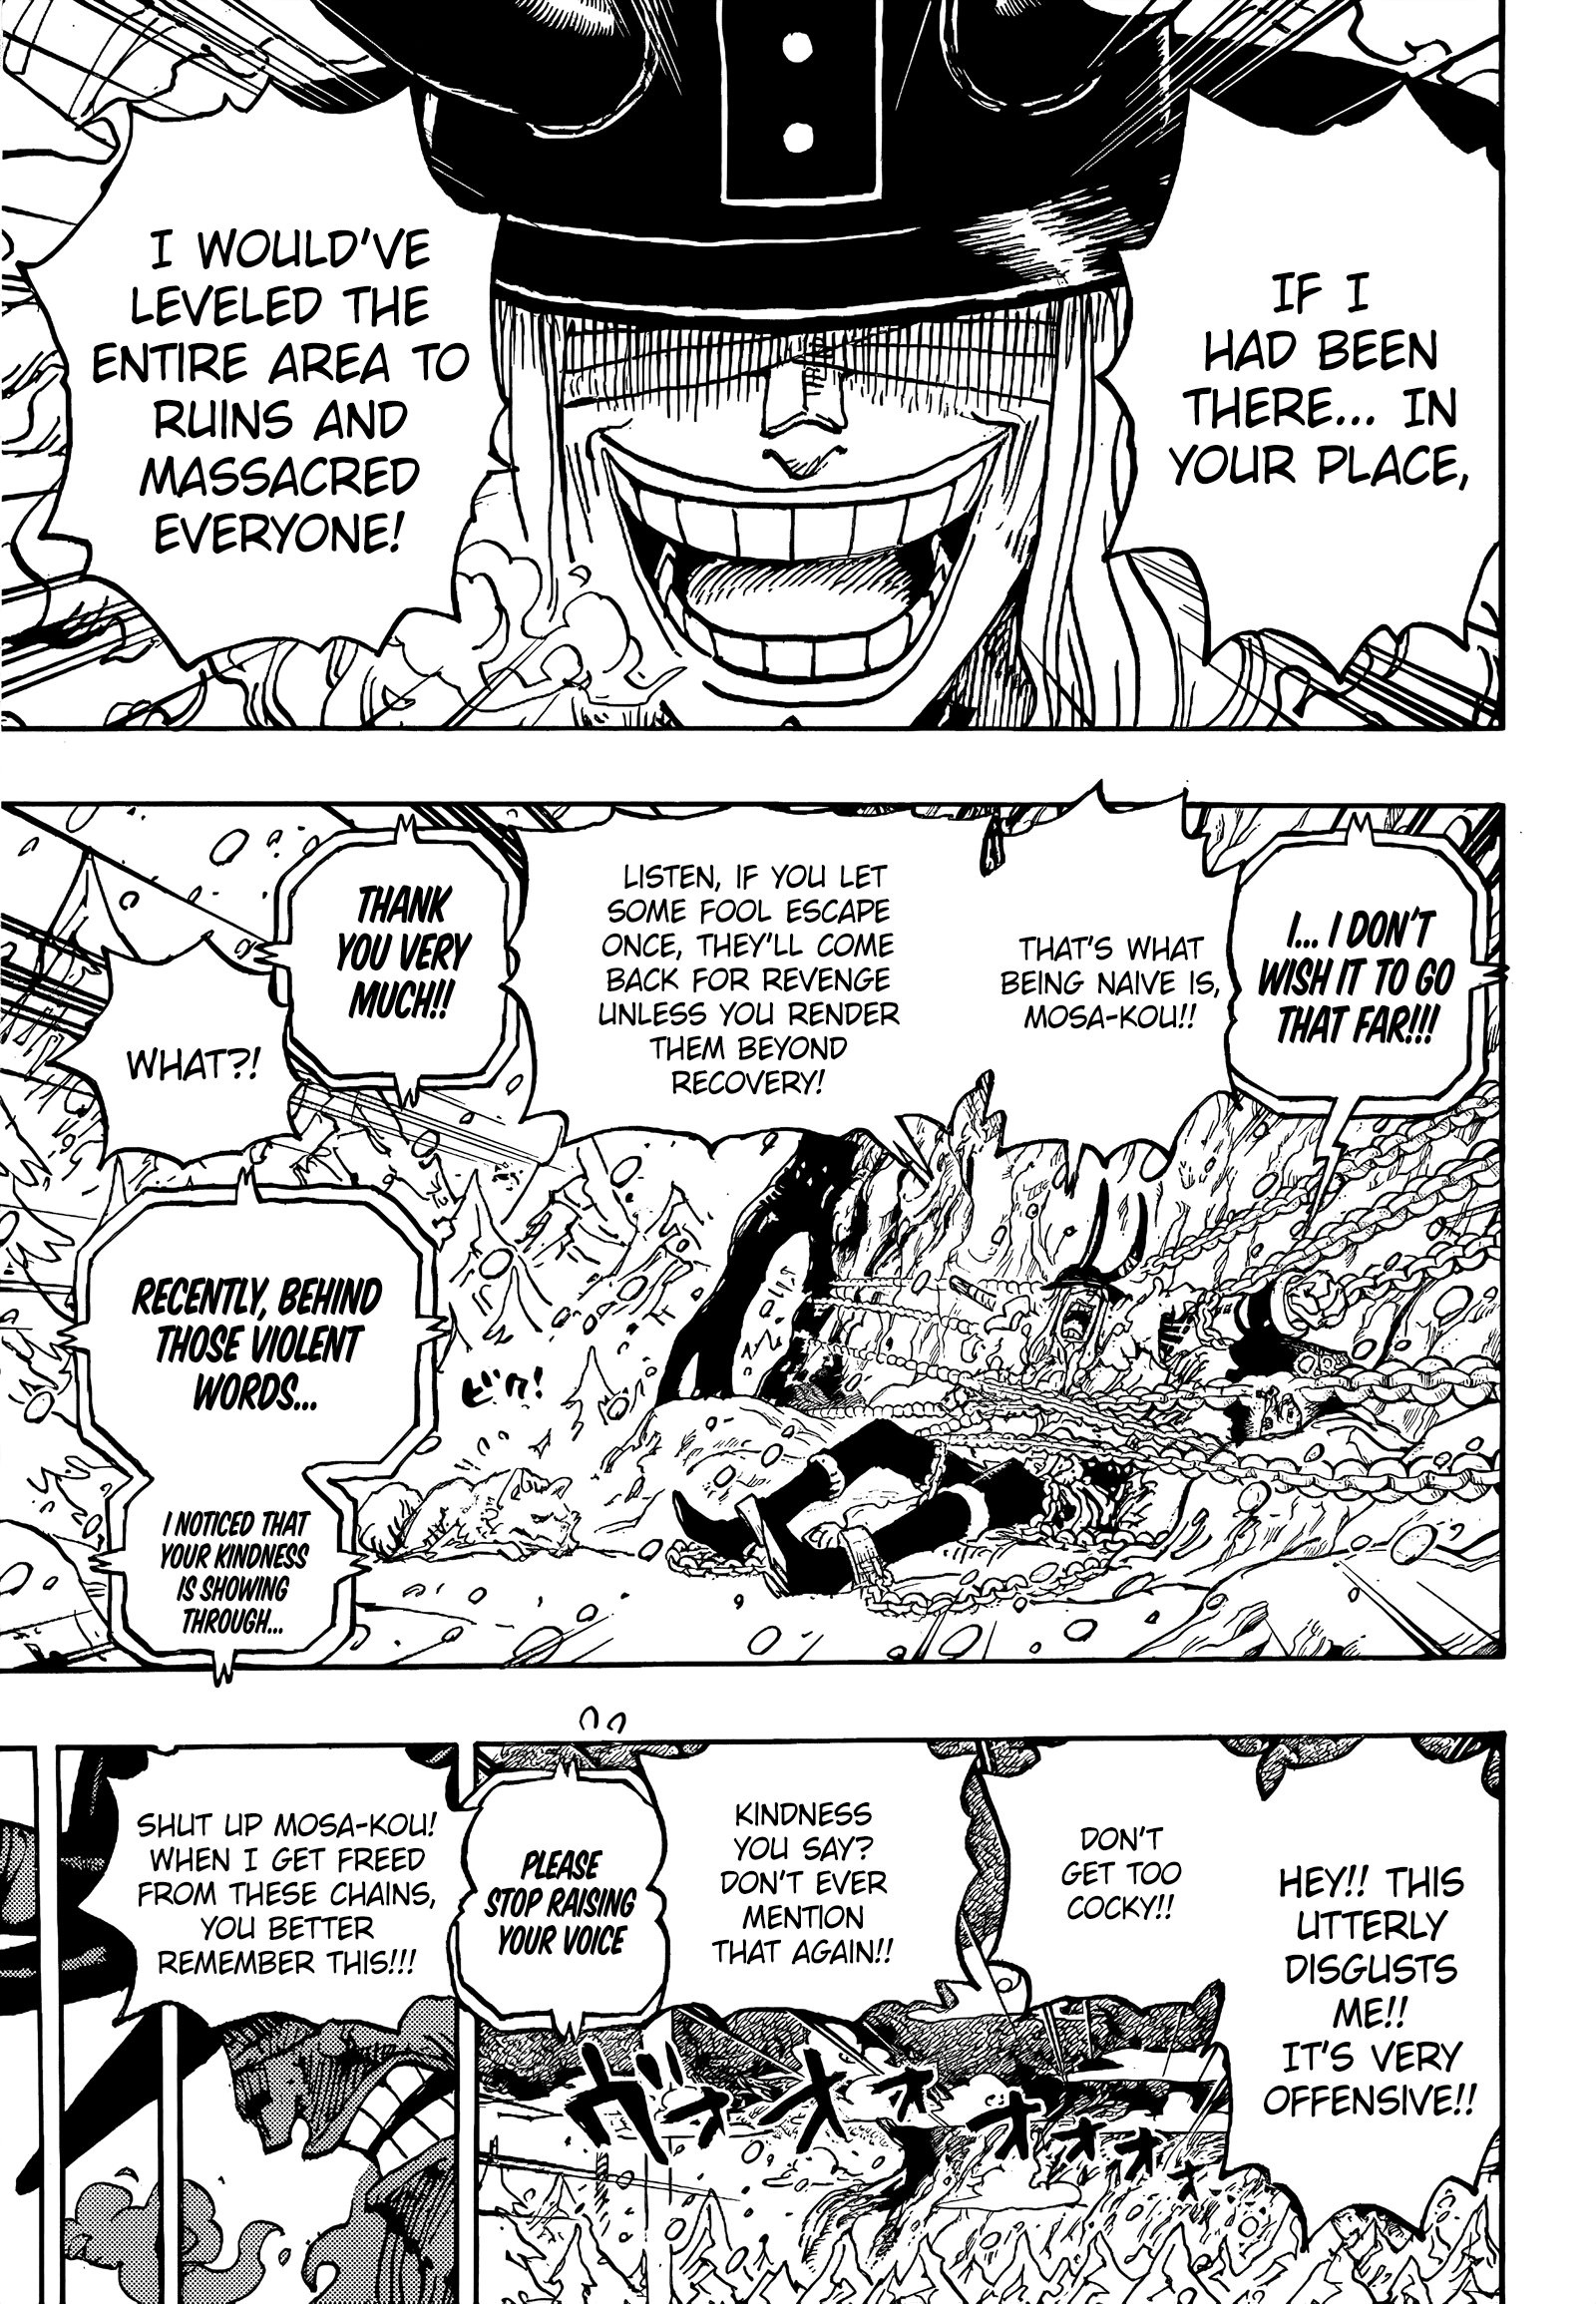 IF I
HAD BEEN
THERE... IN
YOUR PLACE,
I WOULD'VE
LEVELED THE
ENTIRE AREA TO
RUINS AND
MASSACRED
EVERYONE!
I... I DON'T
WISH IT TO GO
THAT FAR!!!
THAT'S WHAT
BEING NAIVE IS,
MOSA-KOU!!
LISTEN, IF YOU LET
SOME FOOL ESCAPE
ONCE, THEY'LL COME
BACK FOR REVENGE
UNLESS YOU RENDER
THEM BEYOND
RECOVERY!
THANK
YOU VERY
MUCH!!
WHAT?!
RECENTLY, BEHIND
THOSE VIOLENT
WORDS...
I NOTICED THAT
YOUR KINDNESS
IS SHOWING
THROUGH...
ビク!
HEY!! THIS
UTTERLY
DISGUSTS
ME!!
IT'S VERY
OFFENSIVE!!
DON'T
GET TOO
COCKY!!
KINDNESS
YOU SAY?
DON'T EVER
MENTION
THAT AGAIN!!
PLEASE
STOP RAISING
YOUR VOICE
SHUT UP MOSA-KOU!
WHEN I GET FREED
FROM THESE CHAINS,
YOU BETTER
REMEMBER THIS!!!